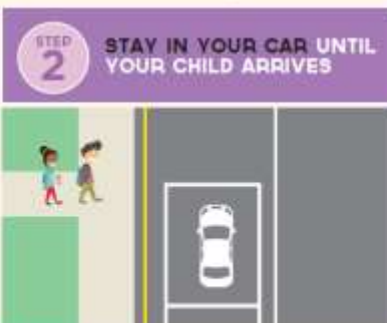 STEP
2
STAY IN YOUR CAR UNTIL
YOUR CHILD ARRIVES